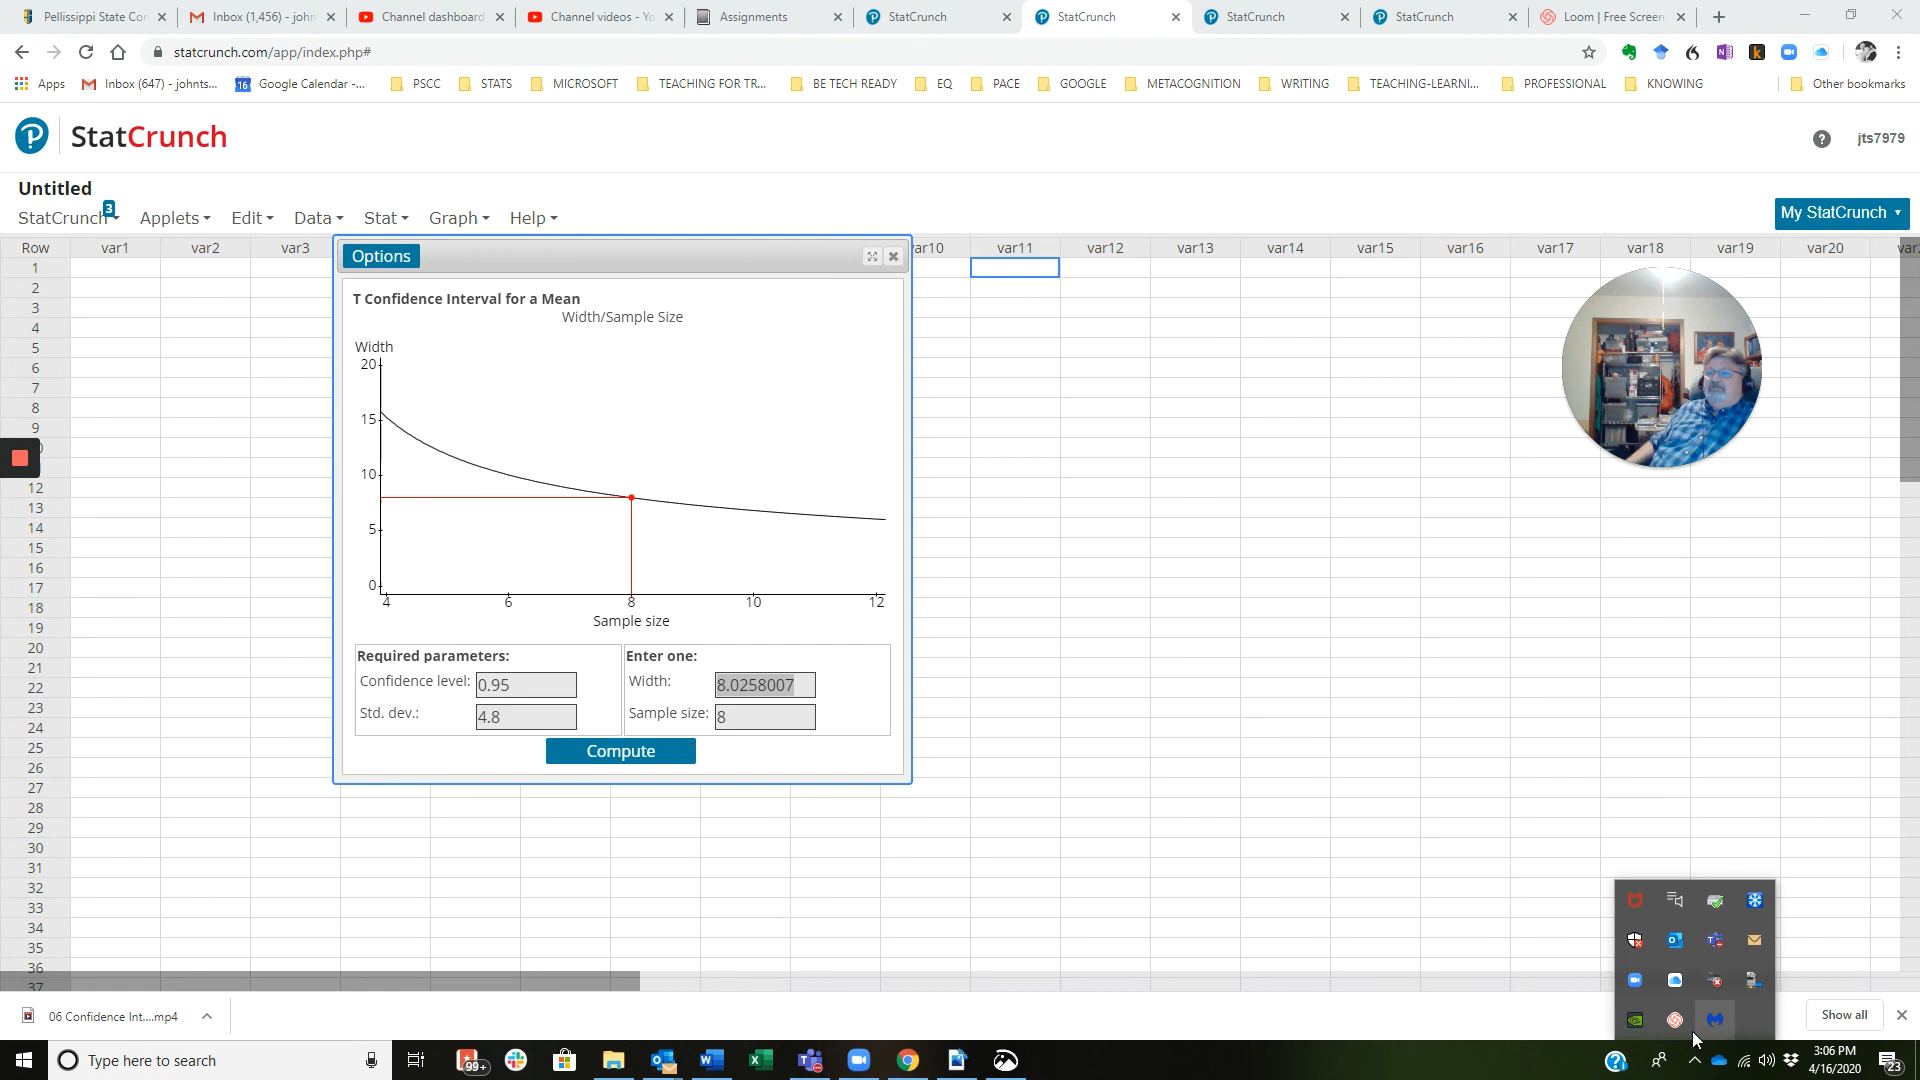 Pellissippi State Con
Inbox (1,456) - john
Channel dashboard
Channel videos - Yo
Assignments
StatCrunch
StatCrunch
StatCrunch
StatCrunch
Loom | Free Screen
statcrunch.com/app/index.php#
Apps
Inbox (647) - johnts...
16
Google Calendar -...
PSCC
STATS
MICROSOFT
TEACHING FOR TR...
BE TECH READY
EQ
PACE
GOOGLE
METACOGNITION
WRITING
TEACHING-LEARNI...
PROFESSIONAL
KNOWING
Other bookmarks
StatCrunch
? jts7979
Untitled
StatCrunch 3
Applets
Edit
Data
Stat
Graph
Help
My StatCrunch
Row var1 var2 var3 var10 var11 var12 var13 var14 var15 var16 var17 var18 var19 var20 var
1
2
3
4
5
6
7
8
9
12
13
14
15
16
17
18
19
20
21
22
23
24
25
26
27
28
29
30
31
32
33
34
35
36
37
Options
T Confidence Interval for a Mean
Width/Sample Size
Width
20
15
10
5
0
4 6 8 10 12
Sample size
Required parameters:
Confidence level: 0.95
Std. dev.: 4.8
Enter one:
Width: 8.0258007
Sample size: 8
Compute
06 Confidence Int....mp4
Show all
Type here to search
99+
3:06 PM
4/16/2020
23